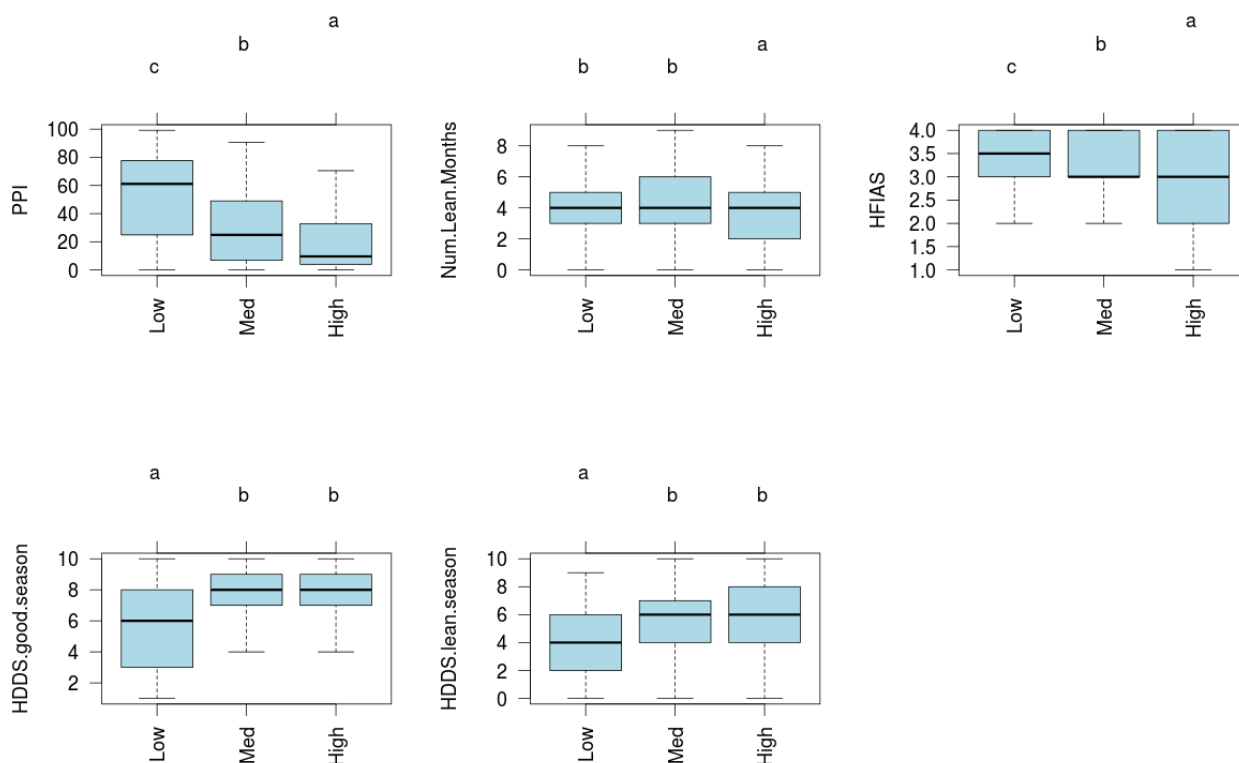 a
b
c
PPI
100
80
60
40
20
0
Low
Med
High
a
b
b
Num.Lean.Months
8
6
4
2
0
Low
Med
High
a
b
c
HFIAS
4.0
3.5
3.0
2.5
2.0
1.5
1.0
Low
Med
High
a
b
b
HDDS.good.season
10
8
6
4
2
Low
Med
High
a
b
b
HDDS.lean.season
10
8
6
4
2
0
Low
Med
High